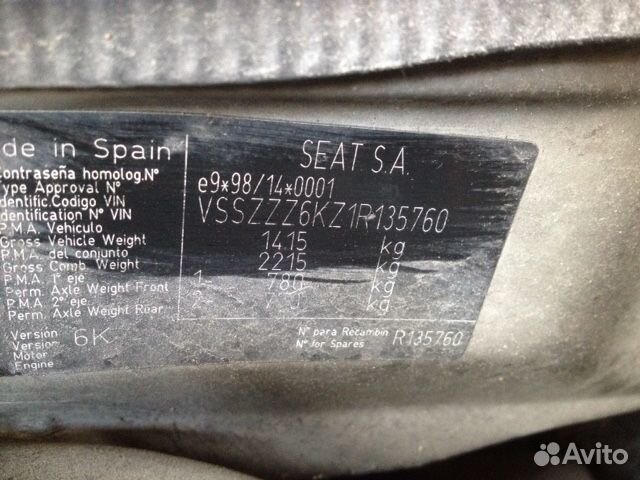 de in Spain
SEAT S.A.
Contraseña homolog.Nº
Type Approval Nº
e9*98/14*0001
Identific.Codigo VIN
Identification Nº VIN
VSSZZZ6KZ1R135760
P.M.A. Vehiculo
Gross Vehicle Weight
1415 kg
P.M.A. del conjunto
Gross Comb Weight
2215 kg
P.M.A. 1º eje
Perm. Axle Weight Front
1- 780 kg
P.M.A. 2º eje
Perm. Axle Weight Rear
2- kg
Versión
Version
6K
Motor
Engine
Nº para Recambio
Nº for Spares
R135760
Avito